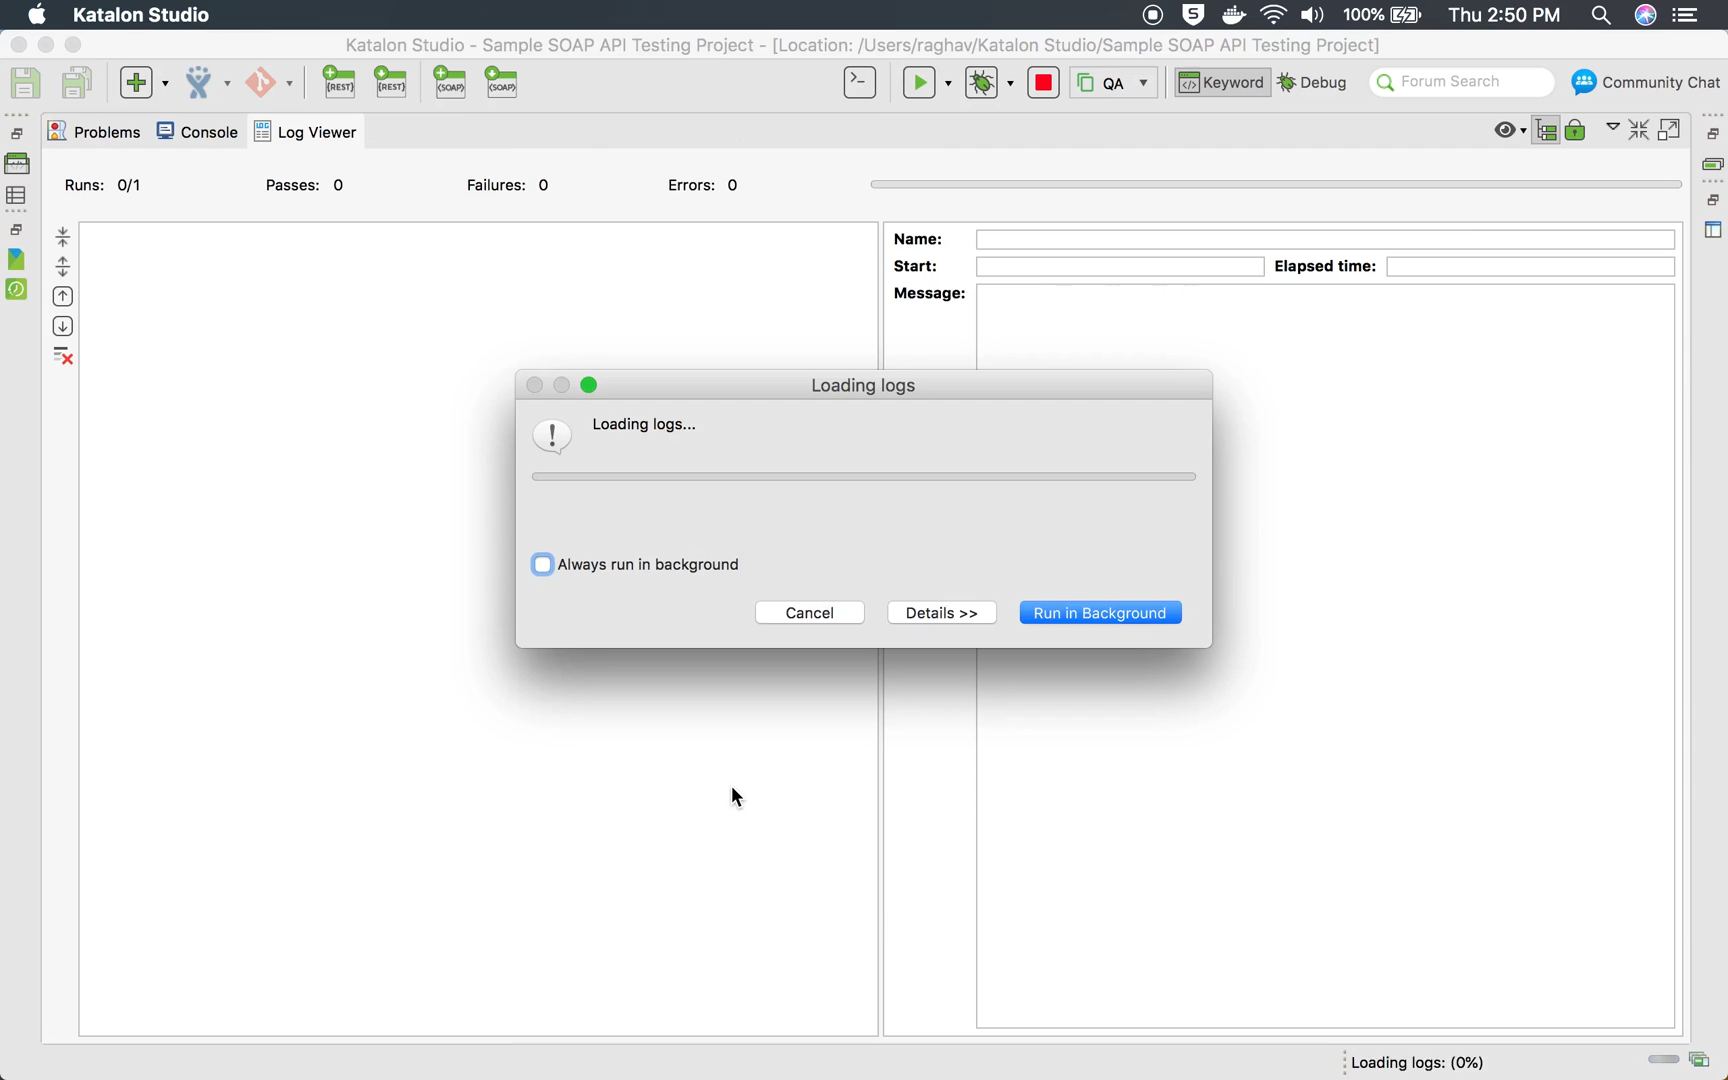 Katalon Studio
100%
Thu 2:50 PM
Katalon Studio - Sample SOAP API Testing Project - [Location: /Users/raghav/Katalon Studio/Sample SOAP API Testing Project]
{REST} {REST} {SOAP} {SOAP}
QA
Keyword
Debug
Forum Search
Community Chat
Problems
Console
Log Viewer
Runs: 0/1
Passes: 0
Failures: 0
Errors: 0
Name:
Start:
Elapsed time:
Message:
Loading logs
Loading logs...
Always run in background
Cancel
Details >>
Run in Background
Loading logs: (0%)